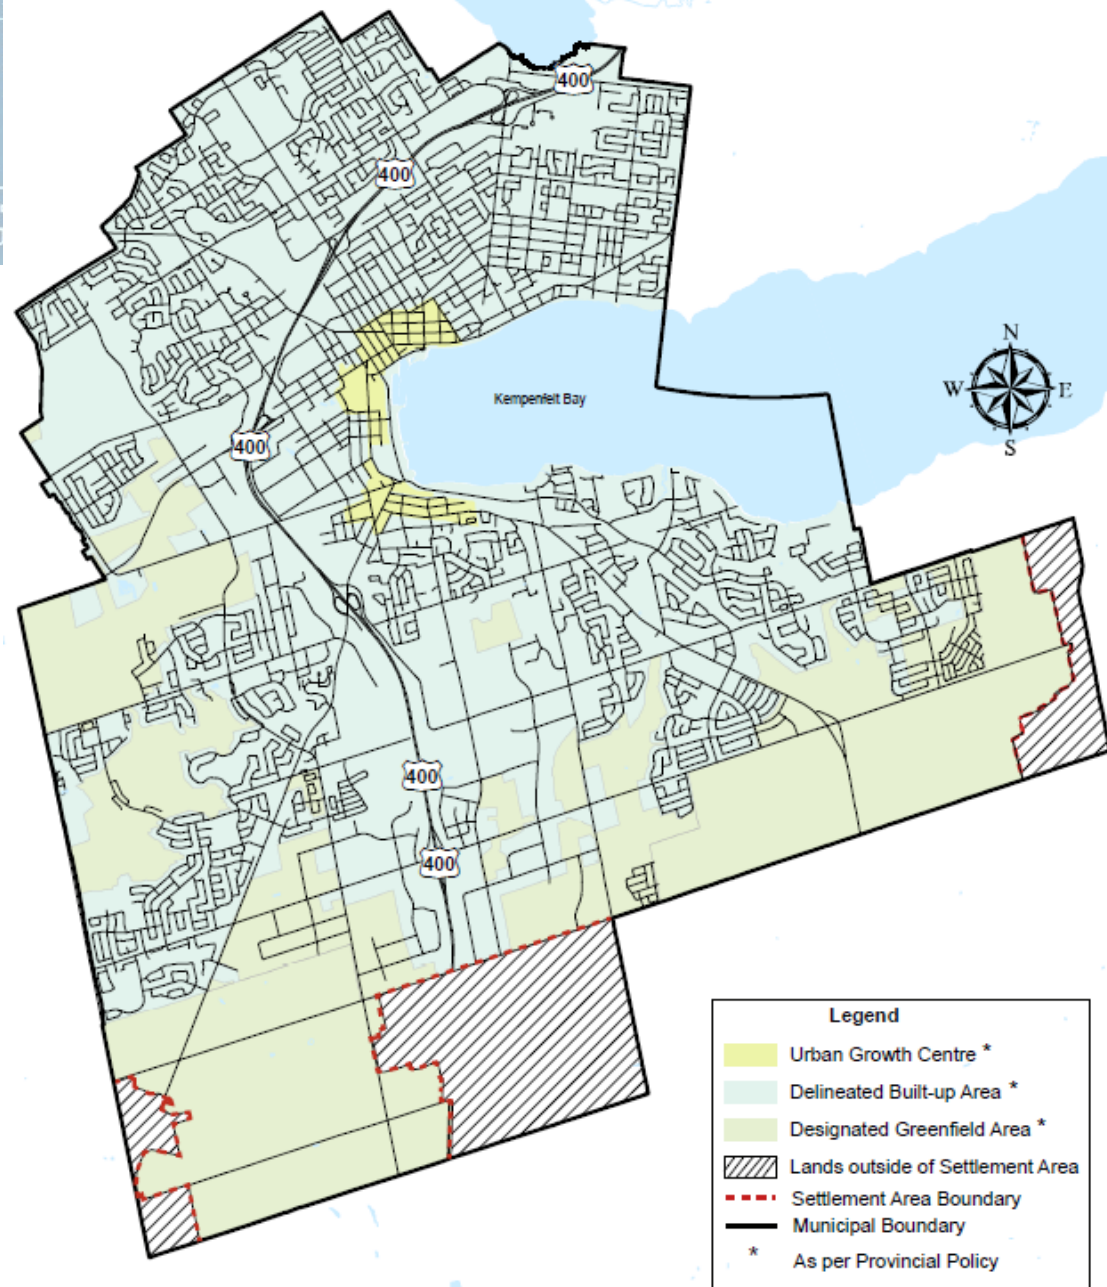 400
400
N
W E
S
Kempenfelt Bay
400
400
400
Legend
Urban Growth Centre *
Delineated Built-up Area *
Designated Greenfield Area *
Lands outside of Settlement Area
Settlement Area Boundary
Municipal Boundary
* As per Provincial Policy